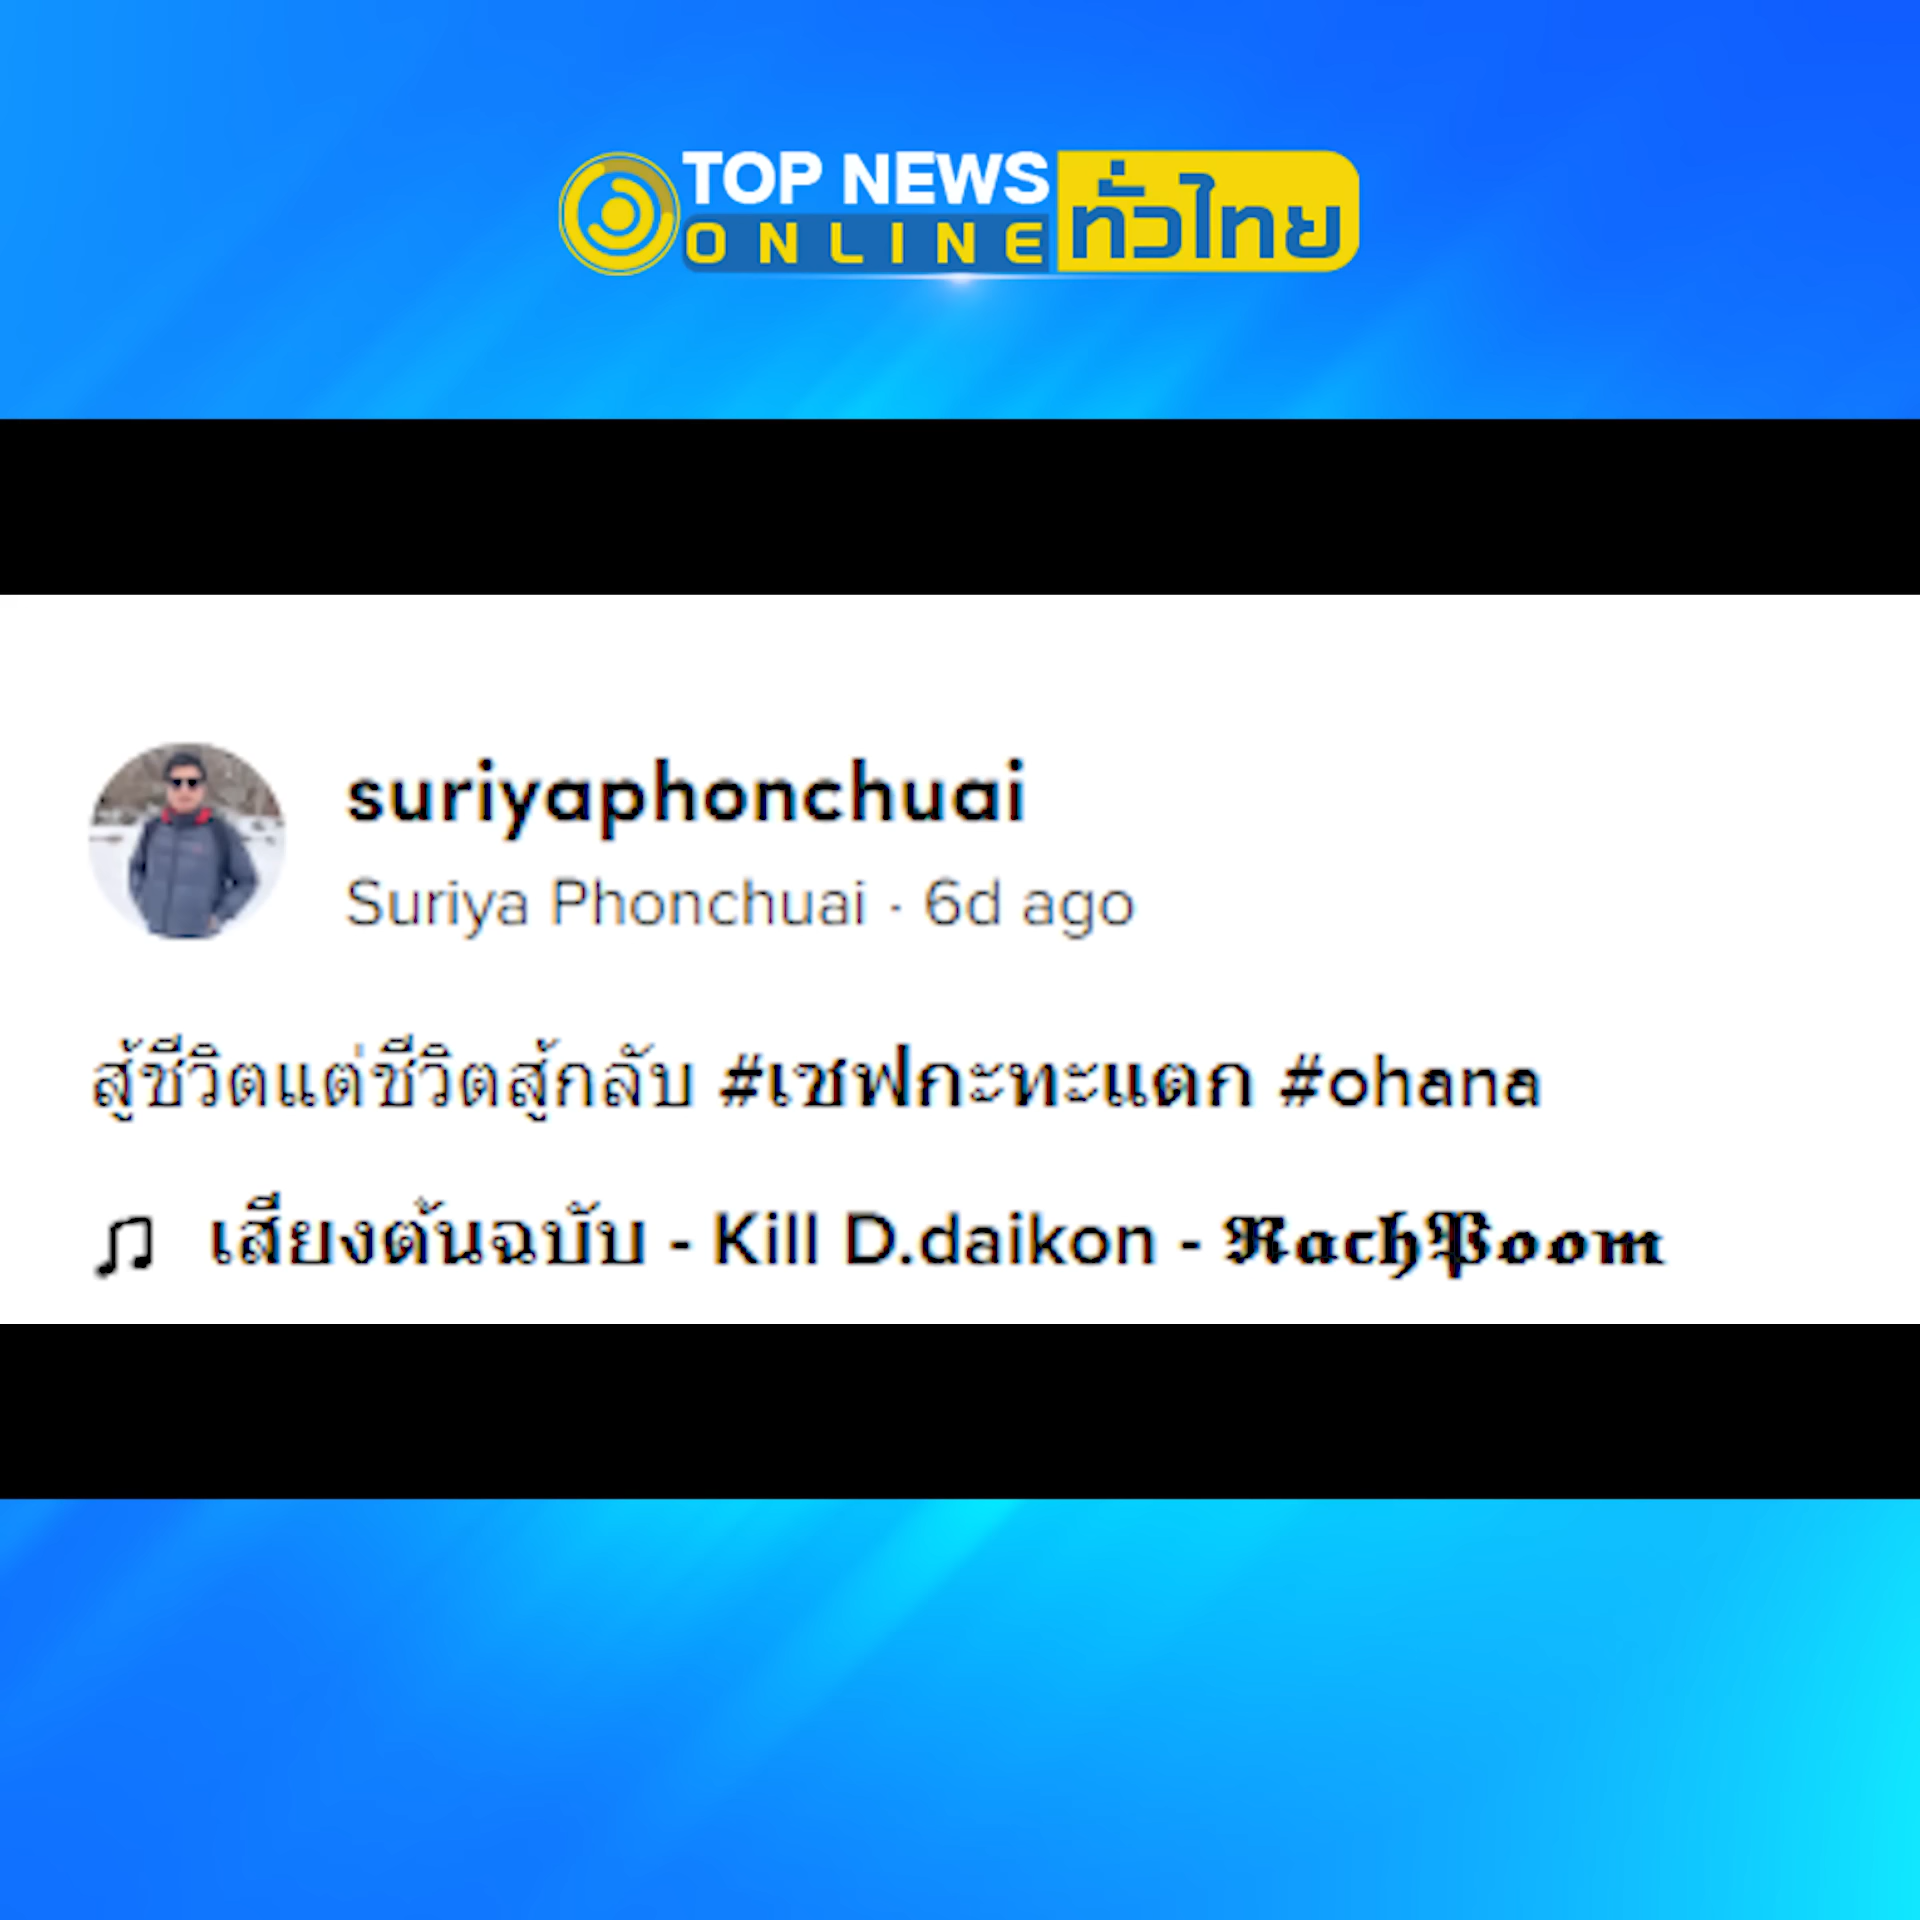 TOP NEWS
ONLINE ทั่วไทย
suriyaphonchuai
Suriya Phonchuai · 6d ago
สู้ชีวิตแต่ชีวิตสู้กลับ #เชฟกะทะแตก #ohana
♫ เสียงต้นฉบับ - Kill D.daikon - 𝕽𝖆𝖈𝖍𝕻𝖔𝖔𝖒